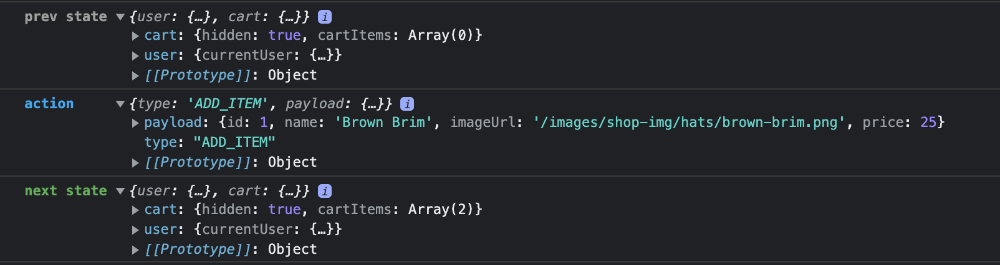 prev state ▼{user: {…}, cart: {…}} i
▶cart: {hidden: true, cartItems: Array(0)}
▶user: {currentUser: {…}}
▶[[Prototype]]: Object
action ▼{type: 'ADD_ITEM', payload: {…}} i
▶payload: {id: 1, name: 'Brown Brim', imageUrl: '/images/shop-img/hats/brown-brim.png', price: 25}
type: "ADD_ITEM"
▶[[Prototype]]: Object
next state ▼{user: {…}, cart: {…}} i
▶cart: {hidden: true, cartItems: Array(2)}
▶user: {currentUser: {…}}
▶[[Prototype]]: Object